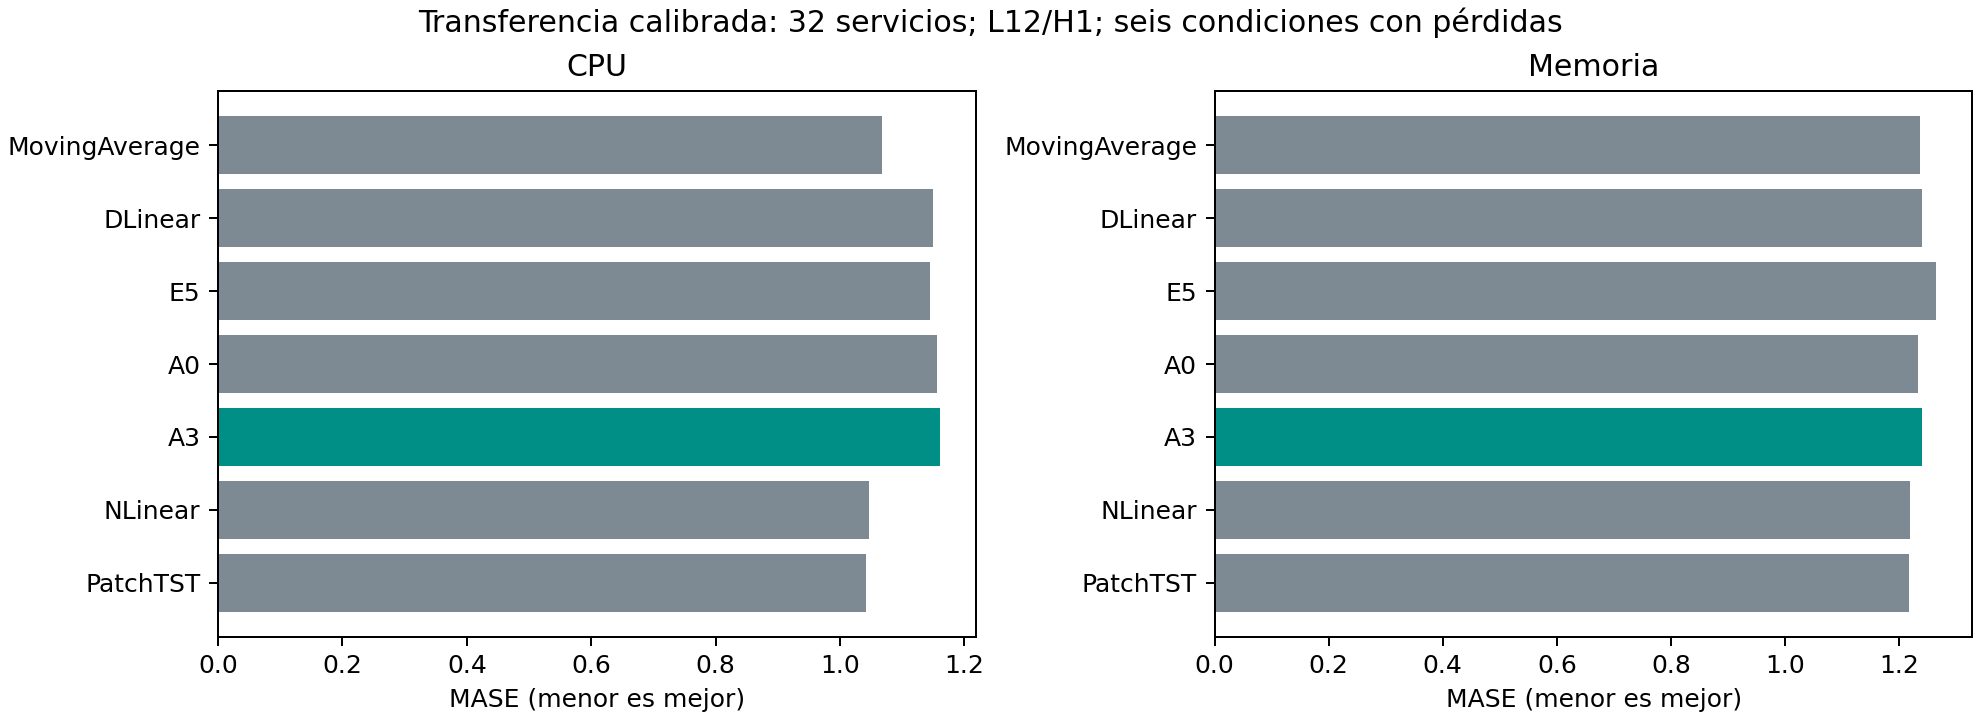 Transferencia calibrada: 32 servicios; L12/H1; seis condiciones con pérdidas
CPU
MovingAverage
DLinear
E5
A0
A3
NLinear
PatchTST
0.0 0.2 0.4 0.6 0.8 1.0 1.2
MASE (menor es mejor)
Memoria
MovingAverage
DLinear
E5
A0
A3
NLinear
PatchTST
0.0 0.2 0.4 0.6 0.8 1.0 1.2
MASE (menor es mejor)